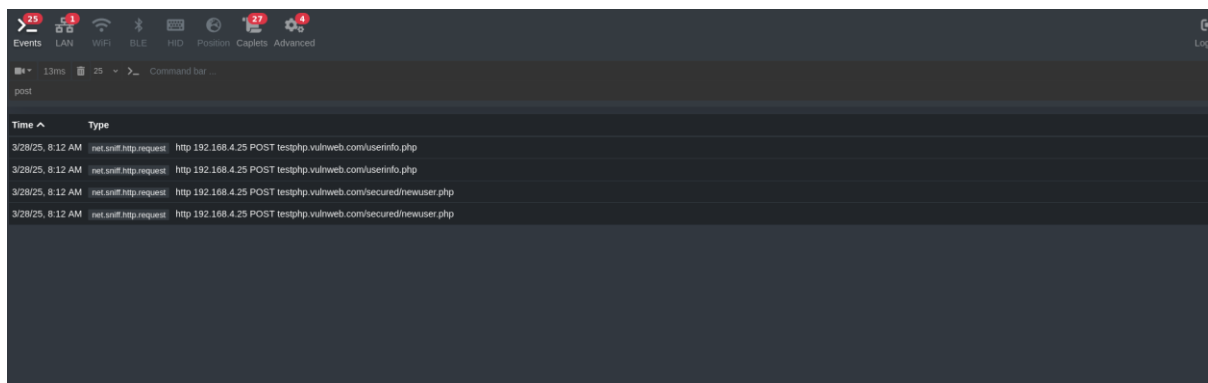 25 1 27 4
Events LAN WiFi BLE HID Position Caplets Advanced
13ms 25 Command bar ...
post
Time Type
3/28/25, 8:12 AM net.sniff.http.request http 192.168.4.25 POST testphp.vulnweb.com/userinfo.php
3/28/25, 8:12 AM net.sniff.http.request http 192.168.4.25 POST testphp.vulnweb.com/userinfo.php
3/28/25, 8:12 AM net.sniff.http.request http 192.168.4.25 POST testphp.vulnweb.com/secured/newuser.php
3/28/25, 8:12 AM net.sniff.http.request http 192.168.4.25 POST testphp.vulnweb.com/secured/newuser.php